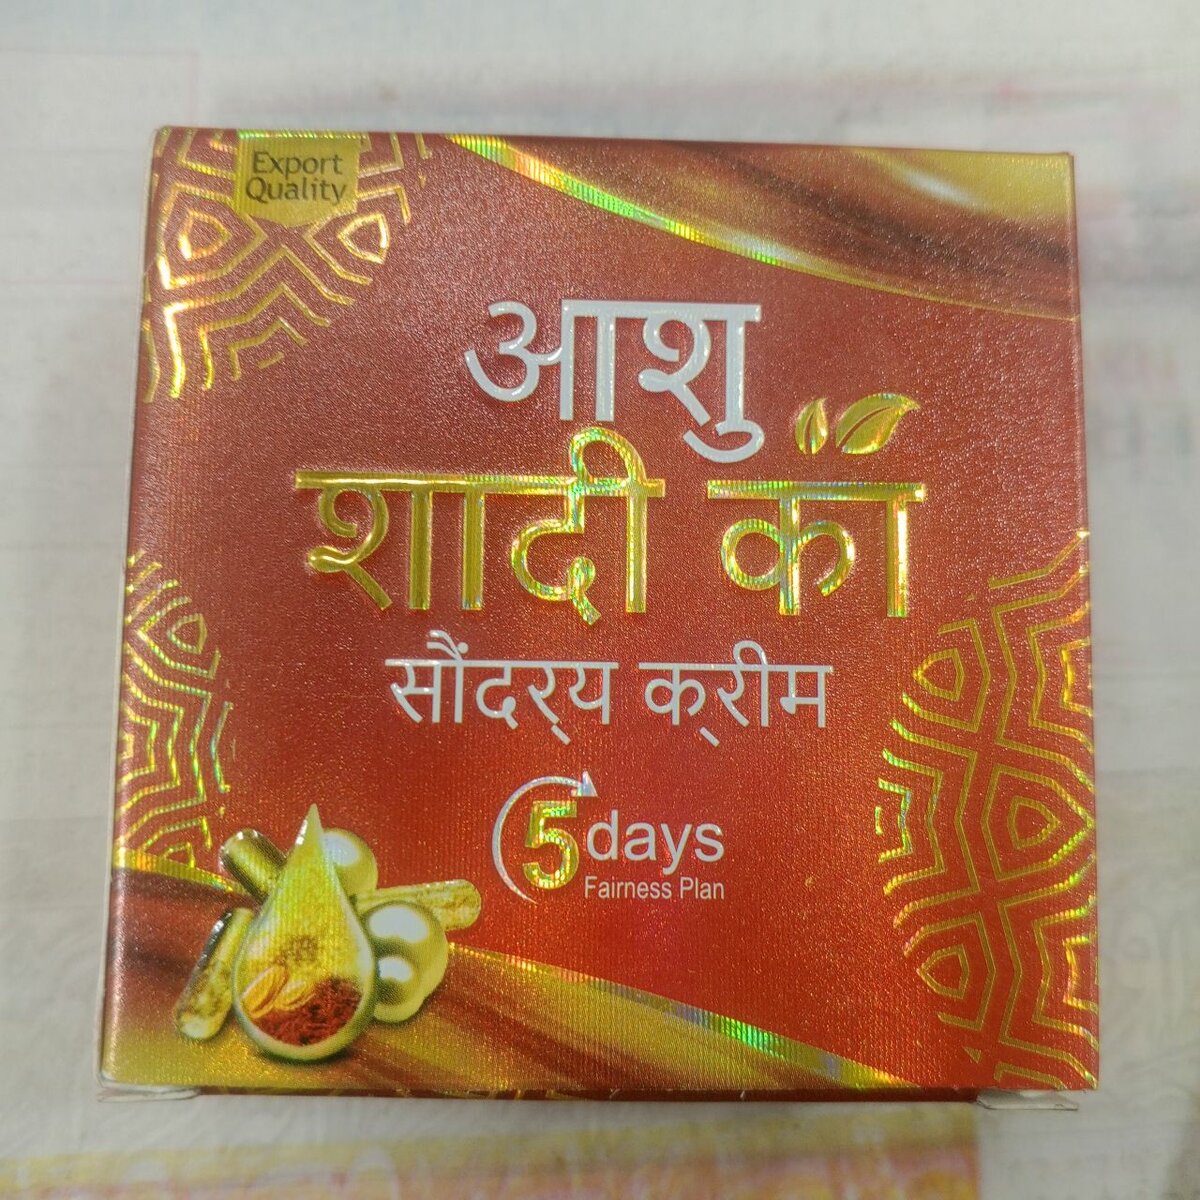 Export
Quality
आशु
शादी का
सौंदर्‌य क्‌रीम
5 days
Fairness Plan